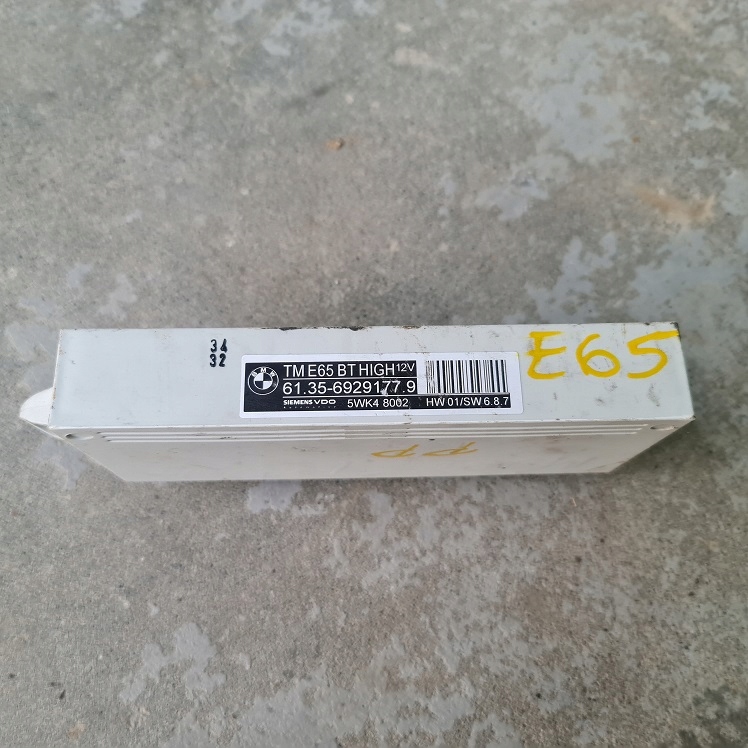 34
32
BMW
TM E65 BT HIGH 12V
61.35-6929177.9
SIEMENS VDO
5WK4 8002 HW 01/SW 6.8.7
E65